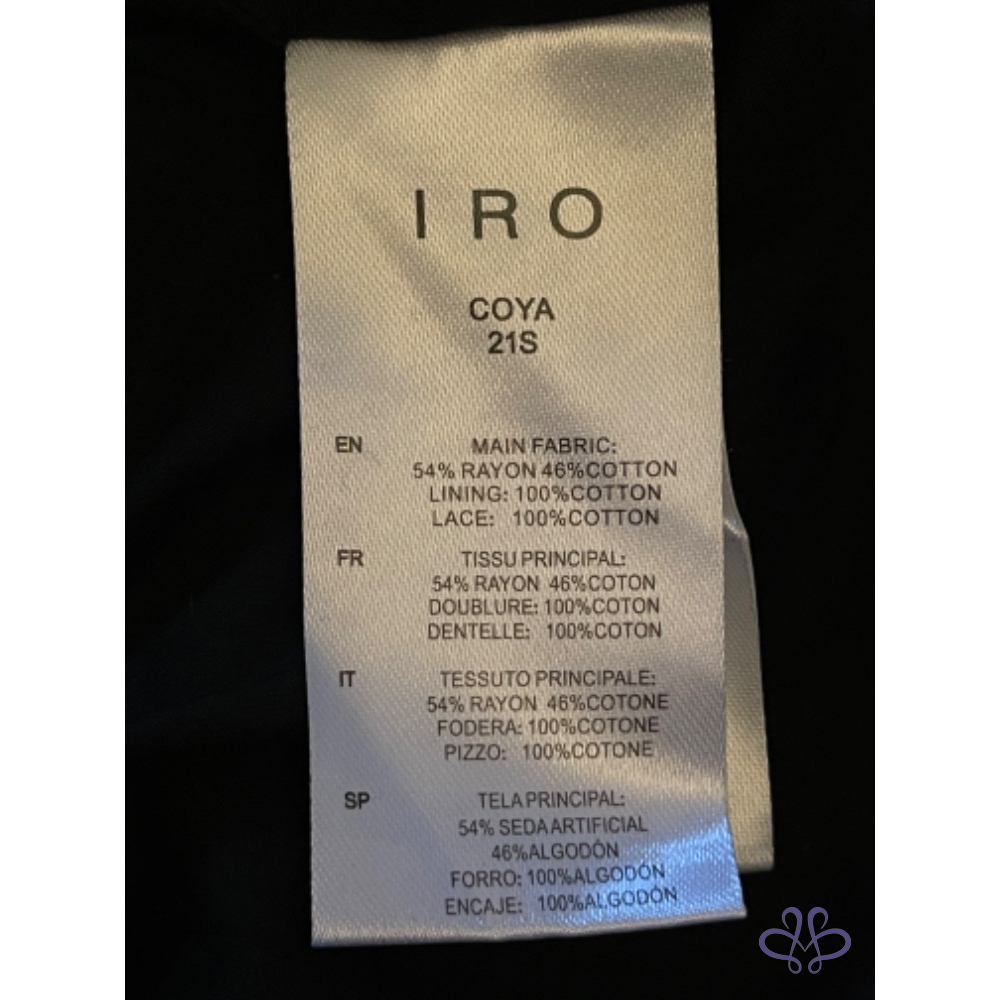 IRO
COYA
21S
EN
MAIN FABRIC:
54% RAYON 46%COTTON
LINING: 100%COTTON
LACE: 100%COTTON
FR
TISSU PRINCIPAL:
54% RAYON 46%COTON
DOUBLURE: 100%COTON
DENTELLE: 100%COTON
IT
TESSUTO PRINCIPALE:
54% RAYON 46%COTONE
FODERA: 100%COTONE
PIZZO: 100%COTONE
SP
TELA PRINCIPAL:
54% SEDA ARTIFICIAL
46%ALGODÓN
FORRO: 100%ALGODÓN
ENCAJE: 100%ALGODÓN